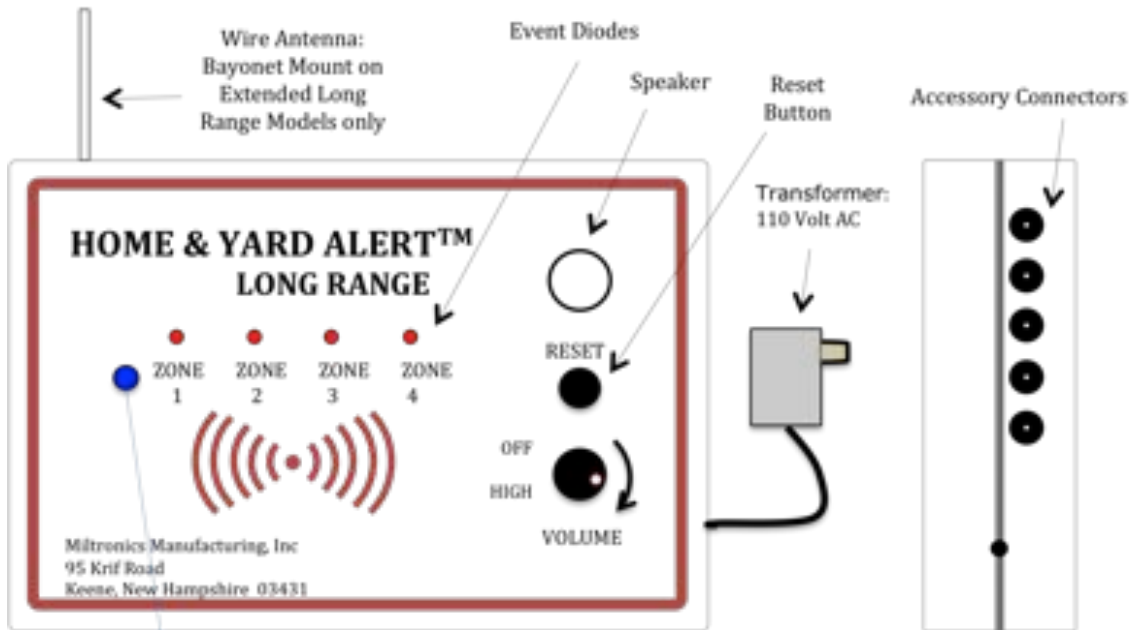 Wire Antenna:
Bayonet Mount on
Extended Long
Range Models only
Event Diodes
Speaker
Reset
Button
Accessory Connectors
Transformer:
110 Volt AC
HOME & YARD ALERT™
LONG RANGE
ZONE
1
ZONE
2
ZONE
3
ZONE
4
RESET
OFF
HIGH
VOLUME
Miltronics Manufacturing, Inc
95 Krif Road
Keene, New Hampshire 03431